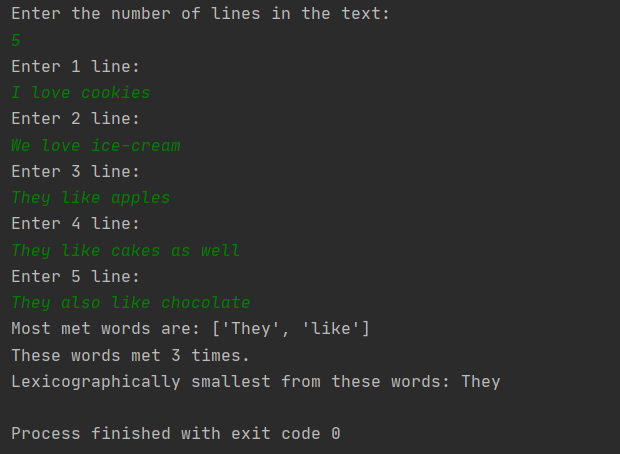 Enter the number of lines in the text:
5
Enter 1 line:
I love cookies
Enter 2 line:
We love ice-cream
Enter 3 line:
They like apples
Enter 4 line:
They like cakes as well
Enter 5 line:
They also like chocolate
Most met words are: ['They', 'like']
These words met 3 times.
Lexicographically smallest from these words: They
Process finished with exit code 0